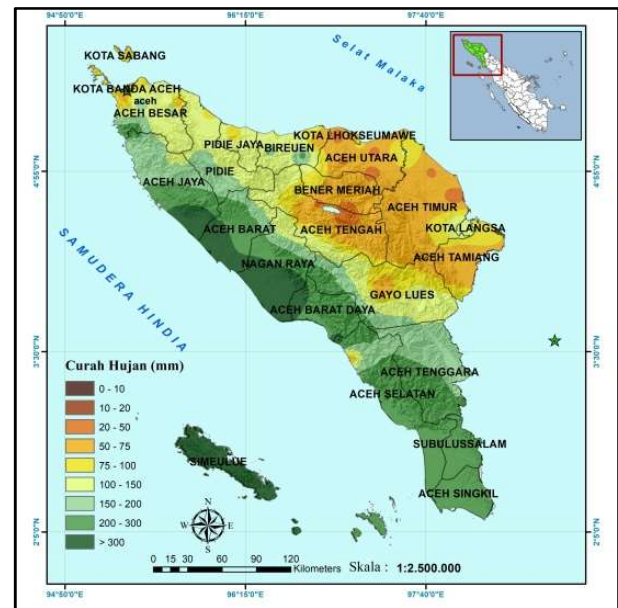 94°50'0"E
96°15'0"E
97°40'0"E
Selat Malaka
KOTA SABANG
KOTA BANDA ACEH
aceh
ACEH BESAR
PIDIE JAYA
BIREUEN
KOTA LHOKSEUMAWE
ACEH UTARA
4°55'0"N
4°55'0"N
PIDIE
ACEH JAYA
BENER MERIAH
ACEH TIMUR
ACEH BARAT
ACEH TENGAH
KOTA LANGSA
NAGAN RAYA
ACEH TAMIANG
SAMUDERA HINDIA
GAYO LUES
ACEH BARAT DAYA
3°30'0"N
3°30'0"N
ACEH TENGGARA
ACEH SELATAN
SUBULUSSALAM
SIMEULUE
ACEH SINGKIL
Curah Hujan (mm)
0 - 10
10 - 20
20 - 50
50 - 75
75 - 100
100 - 150
150 - 200
200 - 300
> 300
N
W
E
S
2°5'0"N
2°5'0"N
0 15 30 60 90 120
Kilometers
Skala : 1:2.500.000
94°50'0"E
96°15'0"E
97°40'0"E